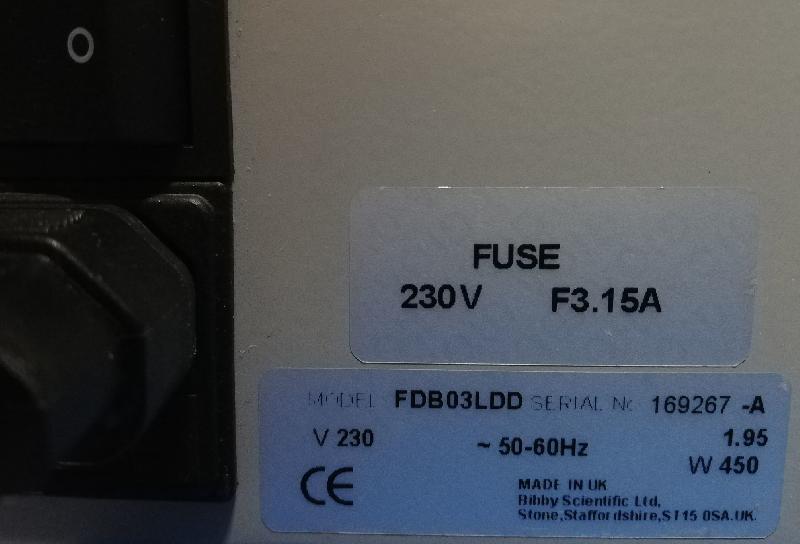 O
FUSE
230V F3.15A
MODEL FDB03LDD SERIAL No 169267 -A
V 230 ~ 50-60Hz 1.95
W 450
CE
MADE IN UK
Bibby Scientific Ltd,
Stone,Staffordshire,ST15 0SA.UK.